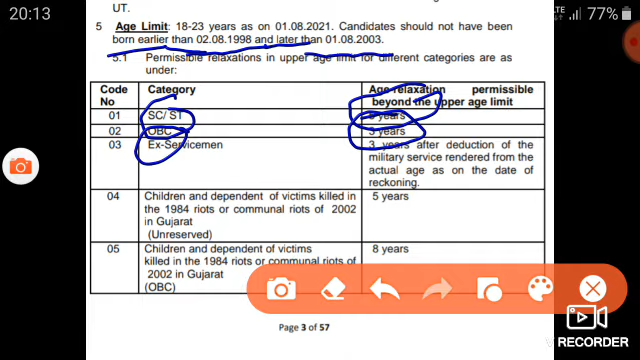 20:13
LTE
77%
UT.
5 Age Limit: 18-23 years as on 01.08.2021. Candidates should not have been
born earlier than 02.08.1998 and later than 01.08.2003.
5.1 Permissible relaxations in upper age limit for different categories are as
under:
Code No
Category
Age relaxation permissible
beyond the upper age limit
01 SC/ ST years
02 OBC 3 years
03 Ex-Servicemen 3 years after deduction of the
military service rendered from the
actual age as on the date of
reckoning.
04 Children and dependent of victims killed 5 years
in the 1984 riots or communal riots of 2002
in Gujarat
(Unreserved)
05 Children and dependent of victims 8 years
killed in the 1984 riots or communal riots of
2002 in Gujarat
(OBC)
Page 3 of 57
RECORDER